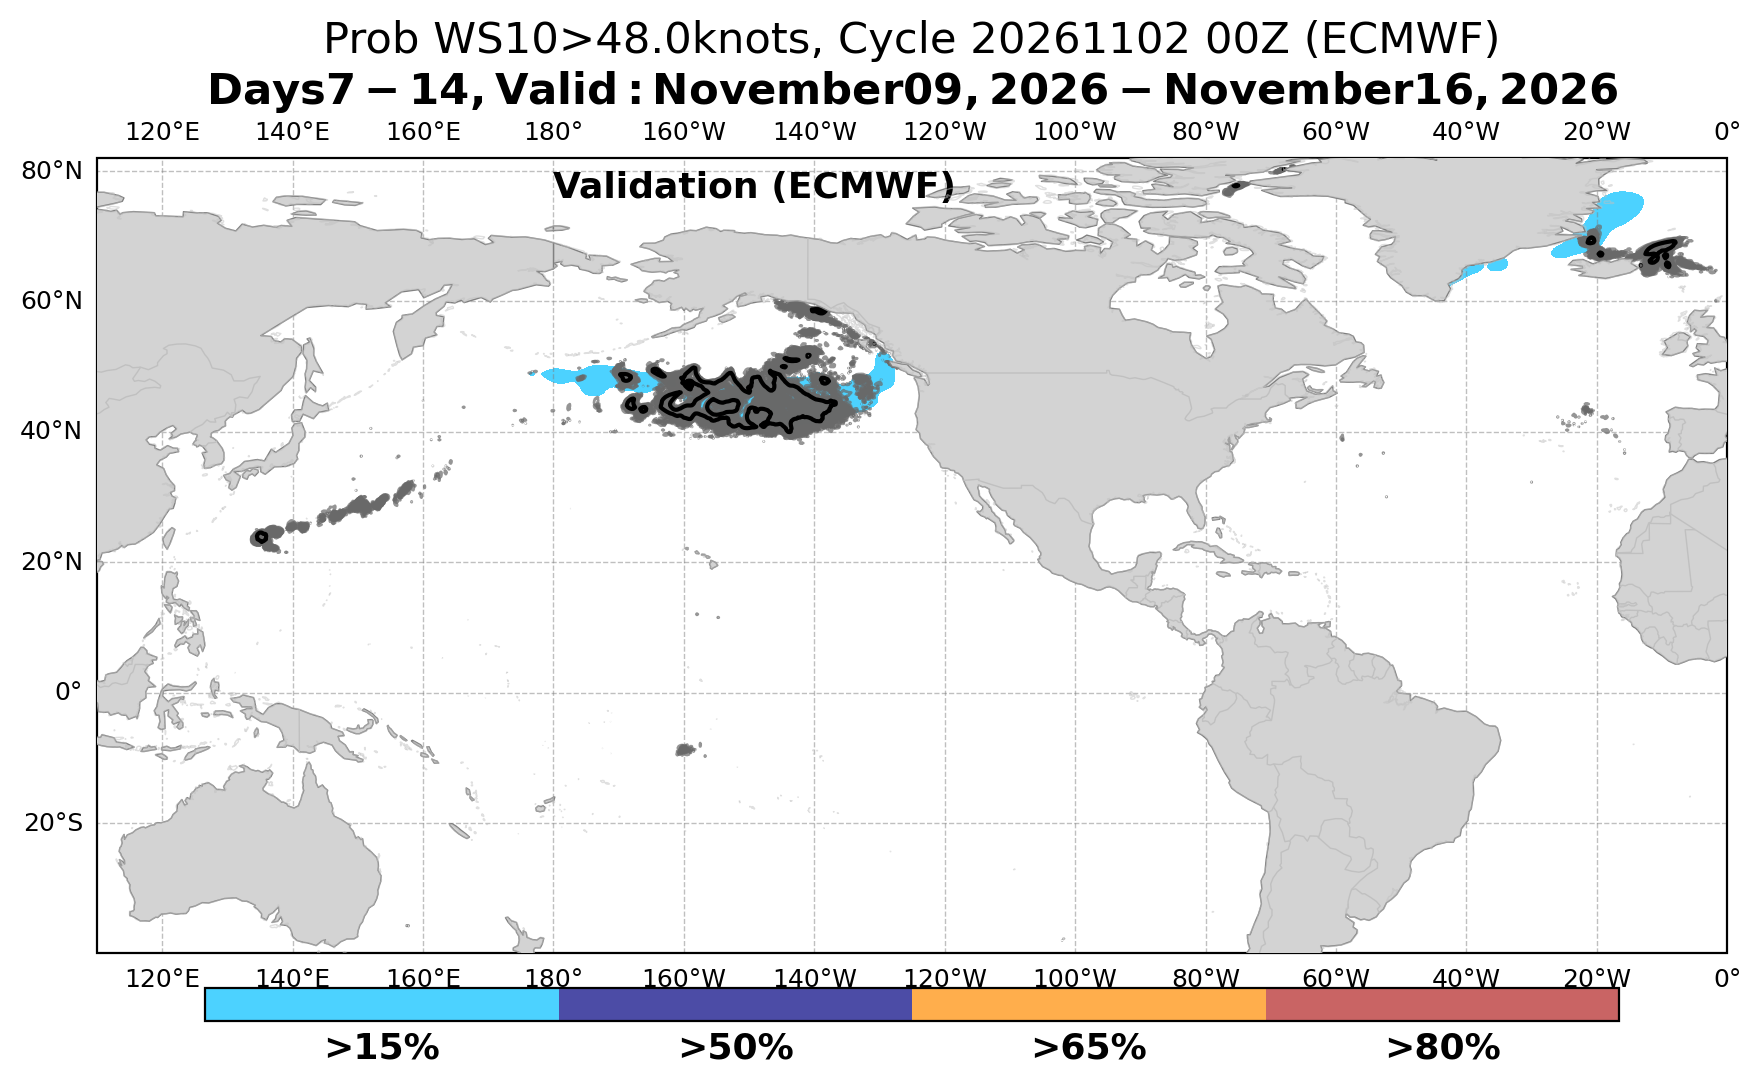 Prob WS10>48.0knots, Cycle 20261102 00Z (ECMWF)
Days7 − 14, Valid : November09, 2026 − November16, 2026
120°E 140°E 160°E 180° 160°W 140°W 120°W 100°W 80°W 60°W 40°W 20°W 0°
80°N
Validation (ECMWF)
60°N
40°N
20°N
0°
20°S
120°E 140°E 160°E 180° 160°W 140°W 120°W 100°W 80°W 60°W 40°W 20°W 0°
>15% >50% >65% >80%